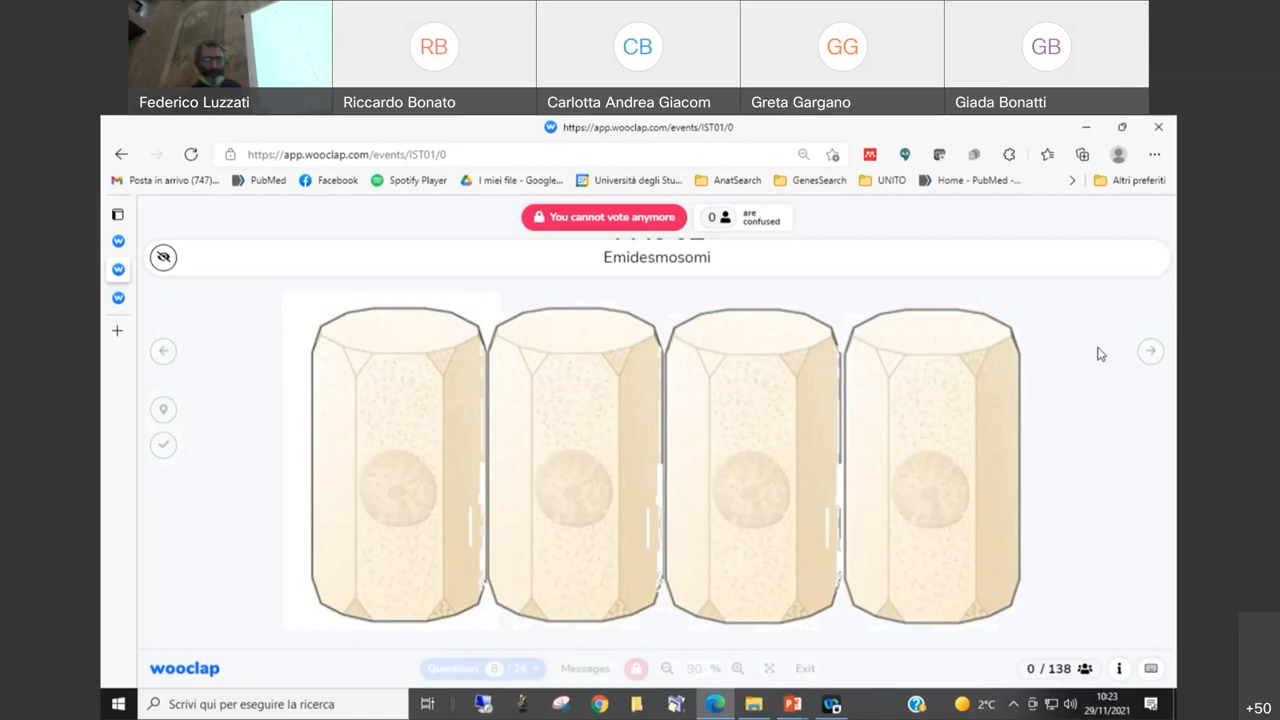 RB
CB
GG
GB
Federico Luzzati
Riccardo Bonato
Carlotta Andrea Giacom
Greta Gargano
Giada Bonatti
https://app.wooclap.com/events/IST01/0
https://app.wooclap.com/events/IST01/0
Posta in arrivo (747)...
PubMed
Facebook
Spotify Player
I miei file - Google...
Università degli Stu...
AnatSearch
GenesSearch
UNITO
Home - PubMed -...
Altri preferiti
You cannot vote anymore
0
are confused
Emidesmosomi
wooclap
Questions 8 / 24
Messages
90 %
Exit
0 / 138
Scrivi qui per eseguire la ricerca
2°C
10:23
29/11/2021
+50